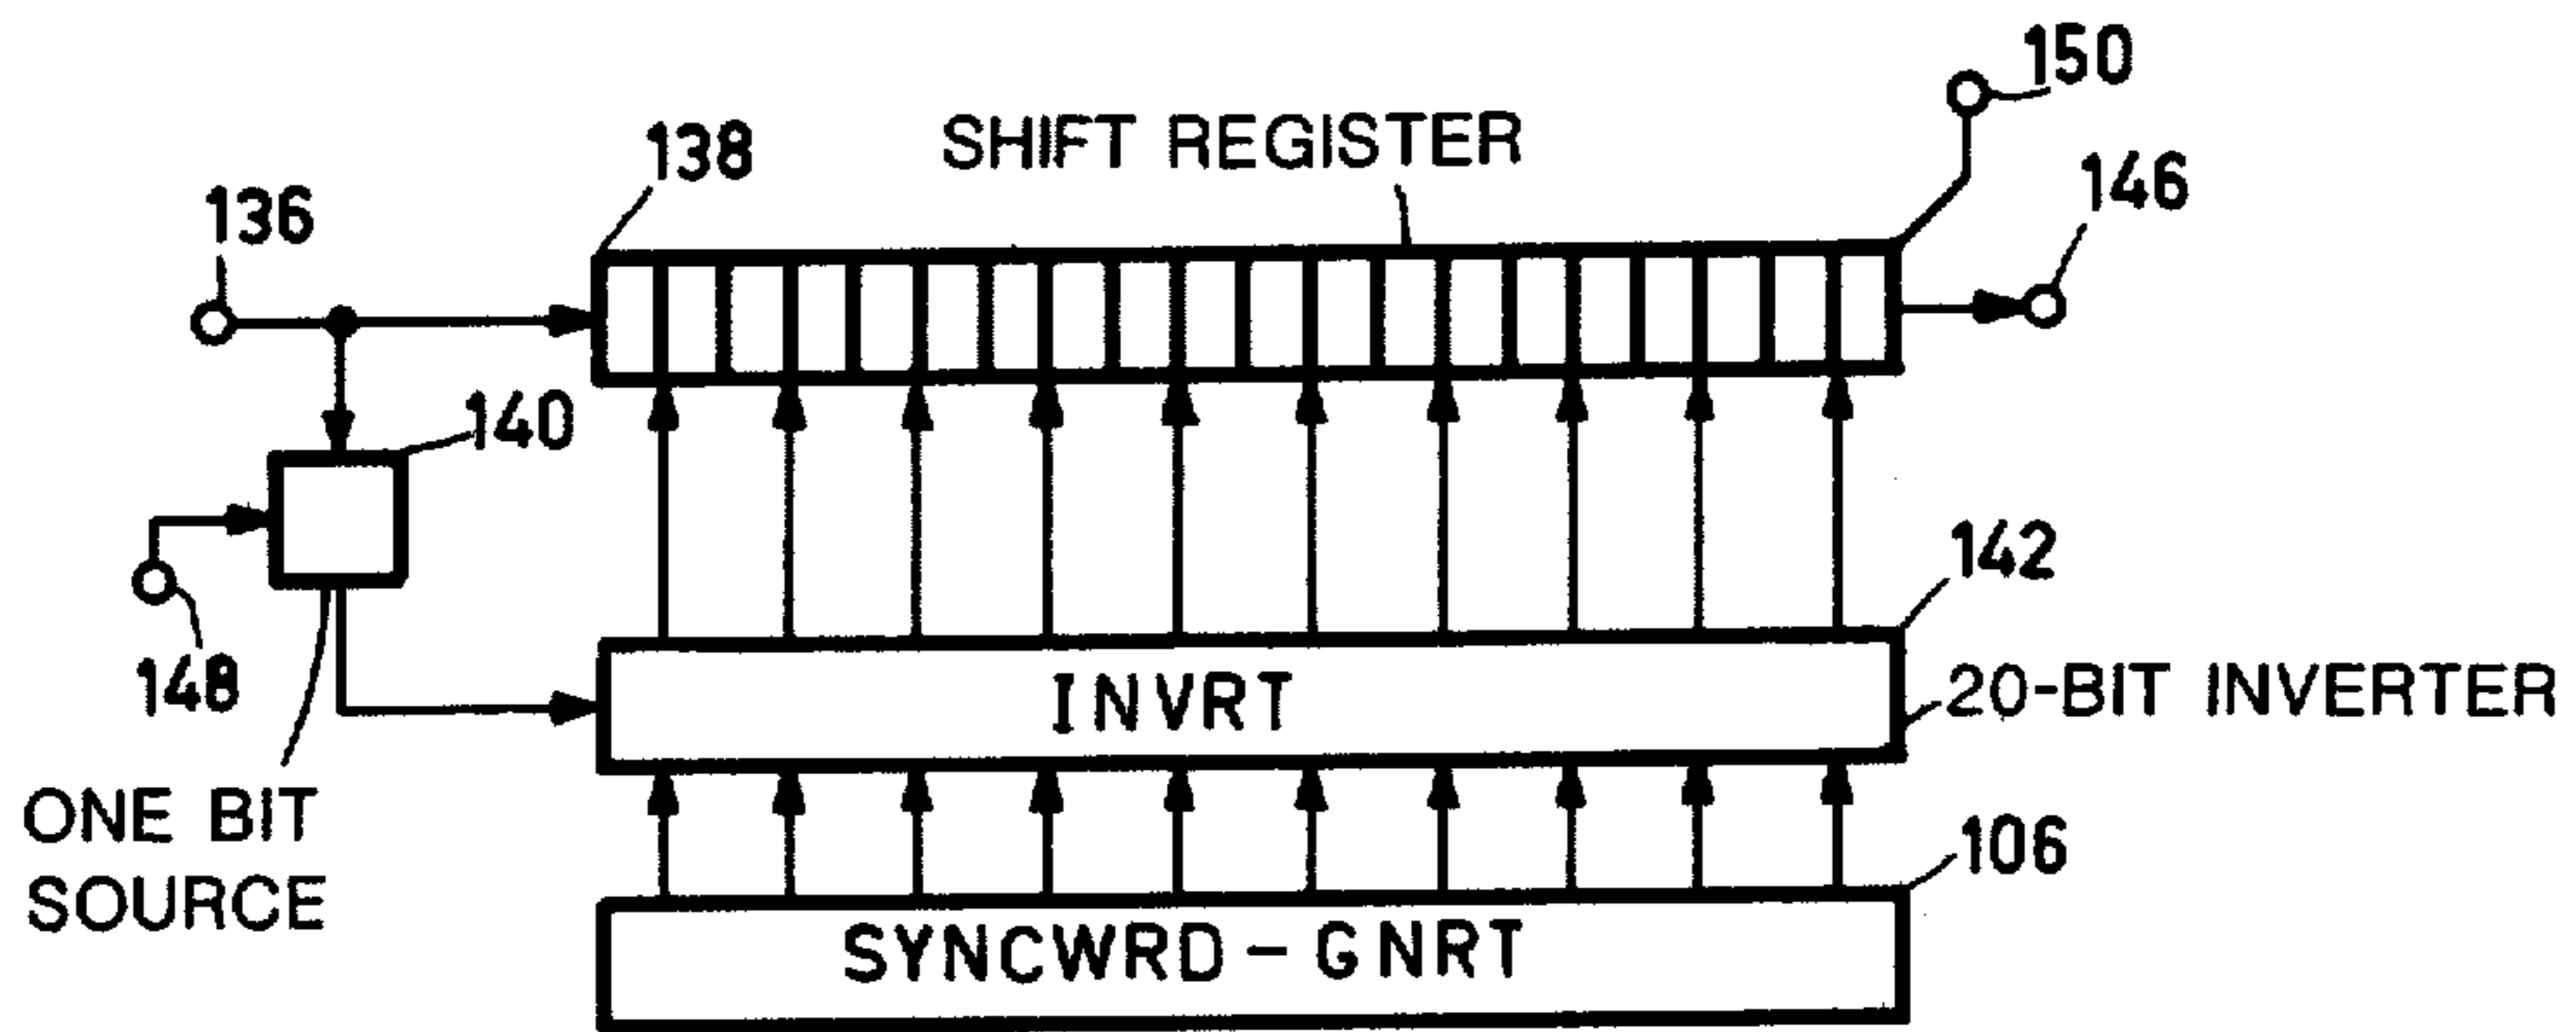 150
138
SHIFT REGISTER
146
136
140
142
148
INVRT
20-BIT INVERTER
ONE BIT
SOURCE
106
SYNCWRD-GNRT